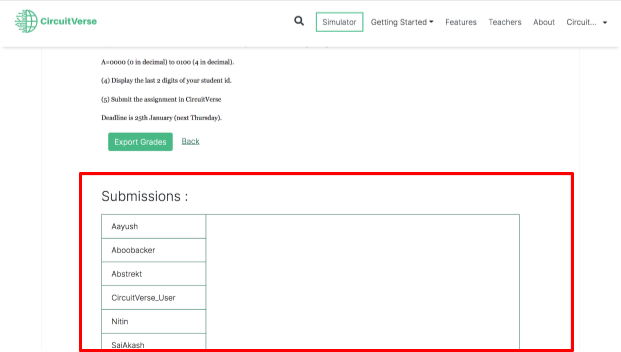 CircuitVerse
Simulator
Getting Started
Features
Teachers
About
Circuit...
A=0000 (0 in decimal) to 0100 (4 in decimal).
(4) Display the last 2 digits of your student id.
(5) Submit the assignment in CircuitVerse
Deadline is 25th January (next Thursday).
Export Grades
Back
Submissions :
Aayush
Aboobacker
Abstrekt
CircuitVerse_User
Nitin
SaiAkash